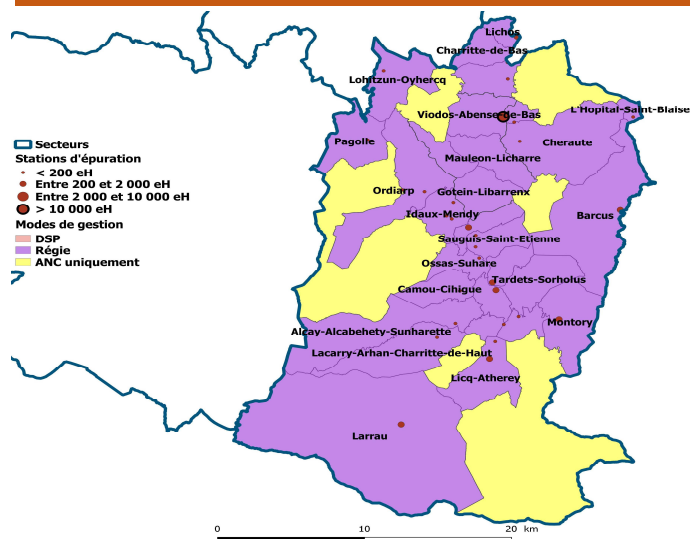 Lichos
Charritte-de-Bas
Lohitzun-Oyhercq
L'Hopital-Saint-Blaise
Viodos-Abense-de-Bas
Pagolle
Cheraute
Mauleon-Licharre
Ordiarp
Gotein-Libarrenx
Idaux-Mendy
Barcus
Sauguis-Saint-Etienne
Ossas-Suhare
Tardets-Sorholus
Camou-Cihigue
Montory
Alcay-Alcabehety-Sunharette
Lacarry-Arhan-Charritte-de-Haut
Licq-Atherey
Larrau
Secteurs
Stations d'épuration
< 200 eH
Entre 200 et 2 000 eH
Entre 2 000 et 10 000 eH
> 10 000 eH
Modes de gestion
DSP
Régie
ANC uniquement
0 10 20 km